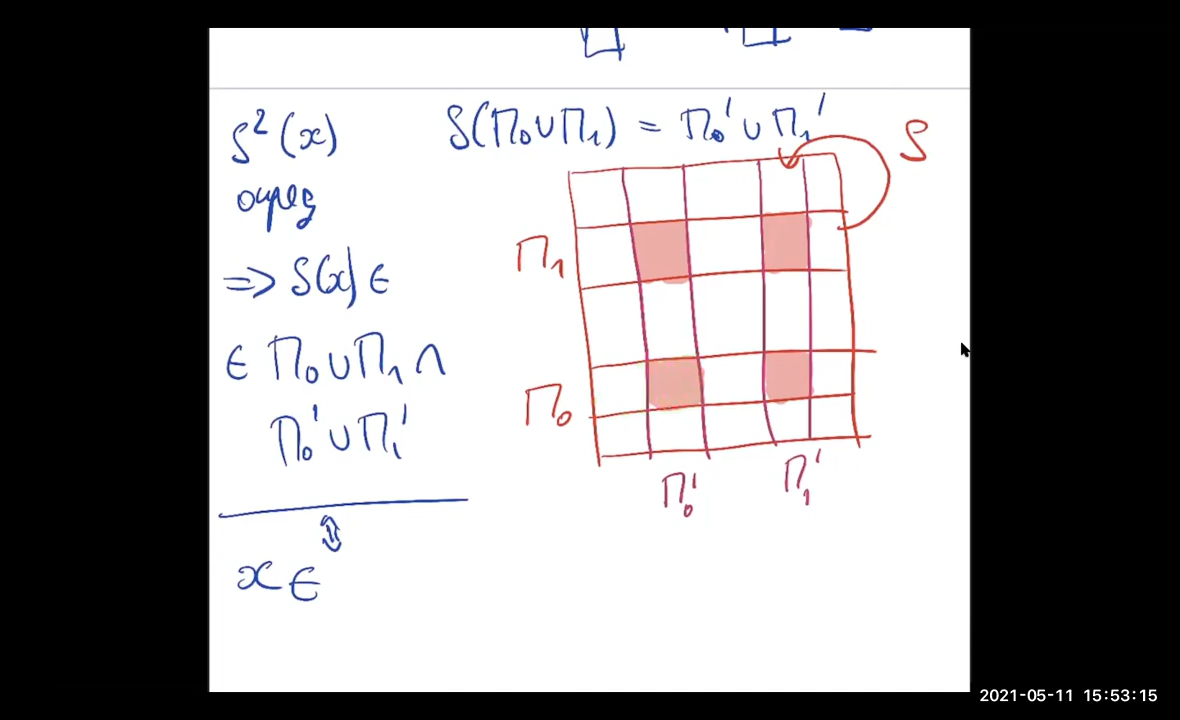 S²(x) S(Π₀∪Π₁) = Π₀'∪Π₁'
опред
S
=> S(x) ∈
Π₁
∈ Π₀∪Π₁∩
Π₀
Π₀'∪Π₁'
Π₀' Π₁'
⇕
x ∈
2021-05-11 15:53:15